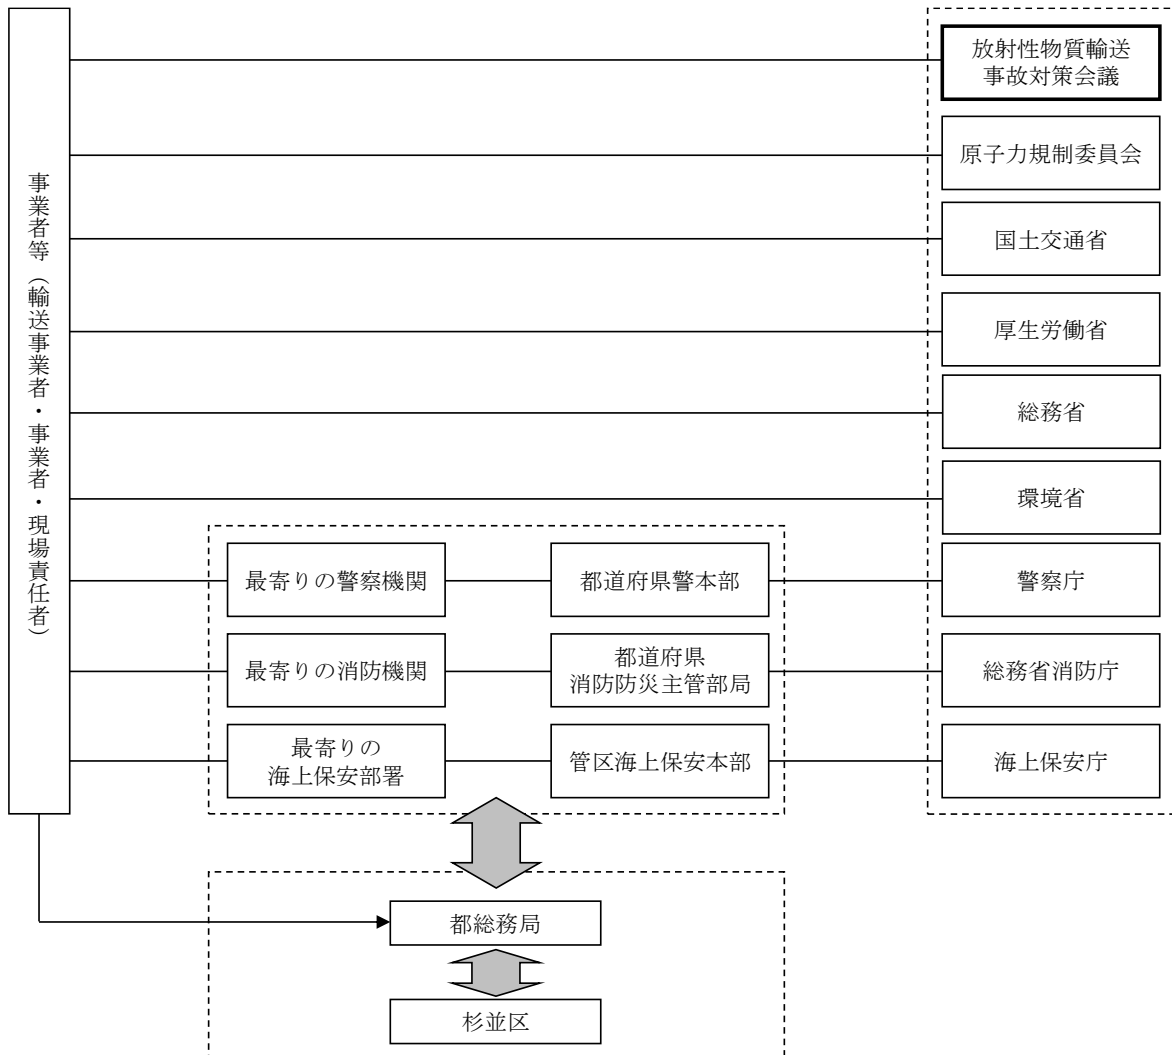 事業者等（輸送事業者・事業者・現場責任者）
放射性物質輸送
事故対策会議
原子力規制委員会
国土交通省
厚生労働省
総務省
環境省
最寄りの警察機関
都道府県警本部
警察庁
最寄りの消防機関
都道府県
消防防災主管部局
総務省消防庁
最寄りの
海上保安部署
管区海上保安本部
海上保安庁
都総務局
杉並区